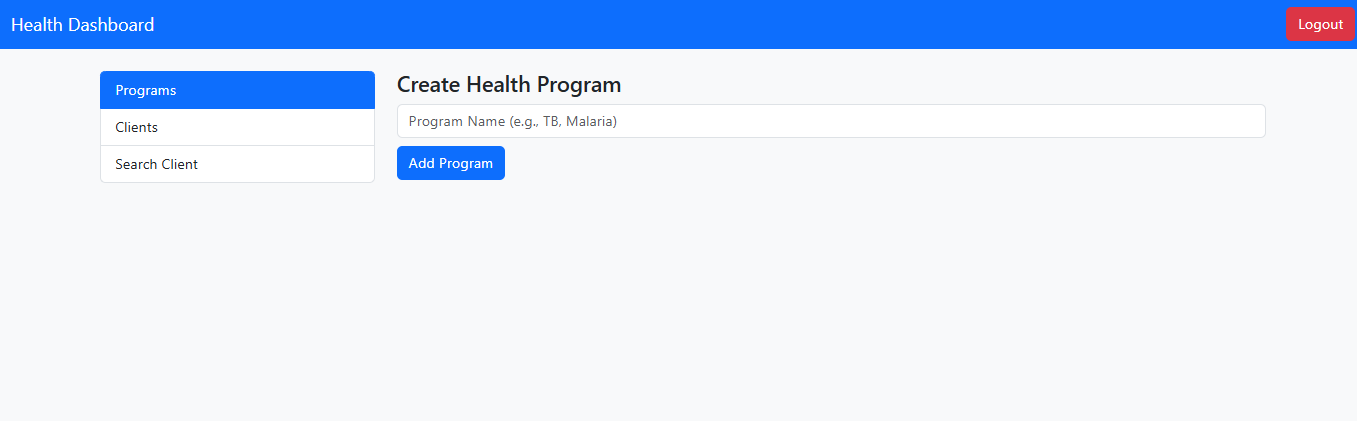 Health Dashboard
Logout
Programs
Clients
Search Client
Create Health Program
Program Name (e.g., TB, Malaria)
Add Program